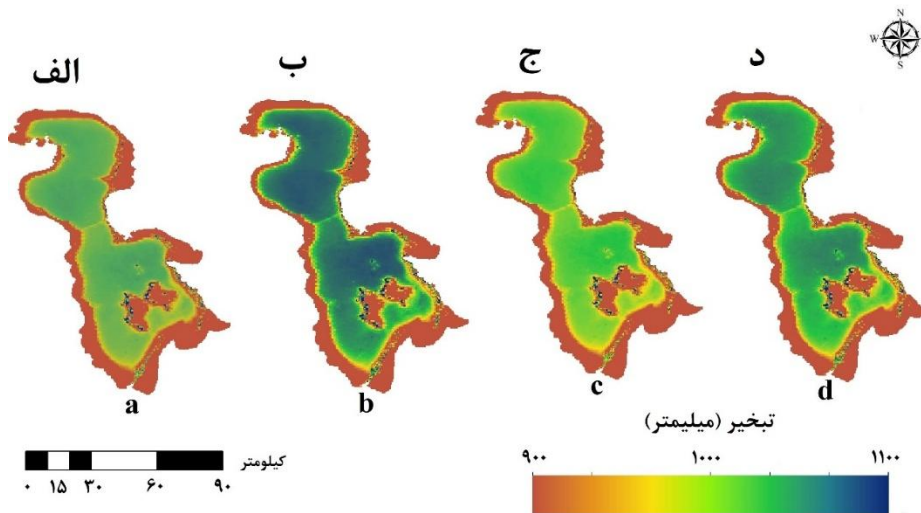 N
W E
S
الف ب ج د
a b c d
تبخیر (میلیمتر)
۹۰۰ ۱۰۰۰ ۱۱۰۰
کیلومتر
۰ ۱۵ ۳۰ ۶۰ ۹۰